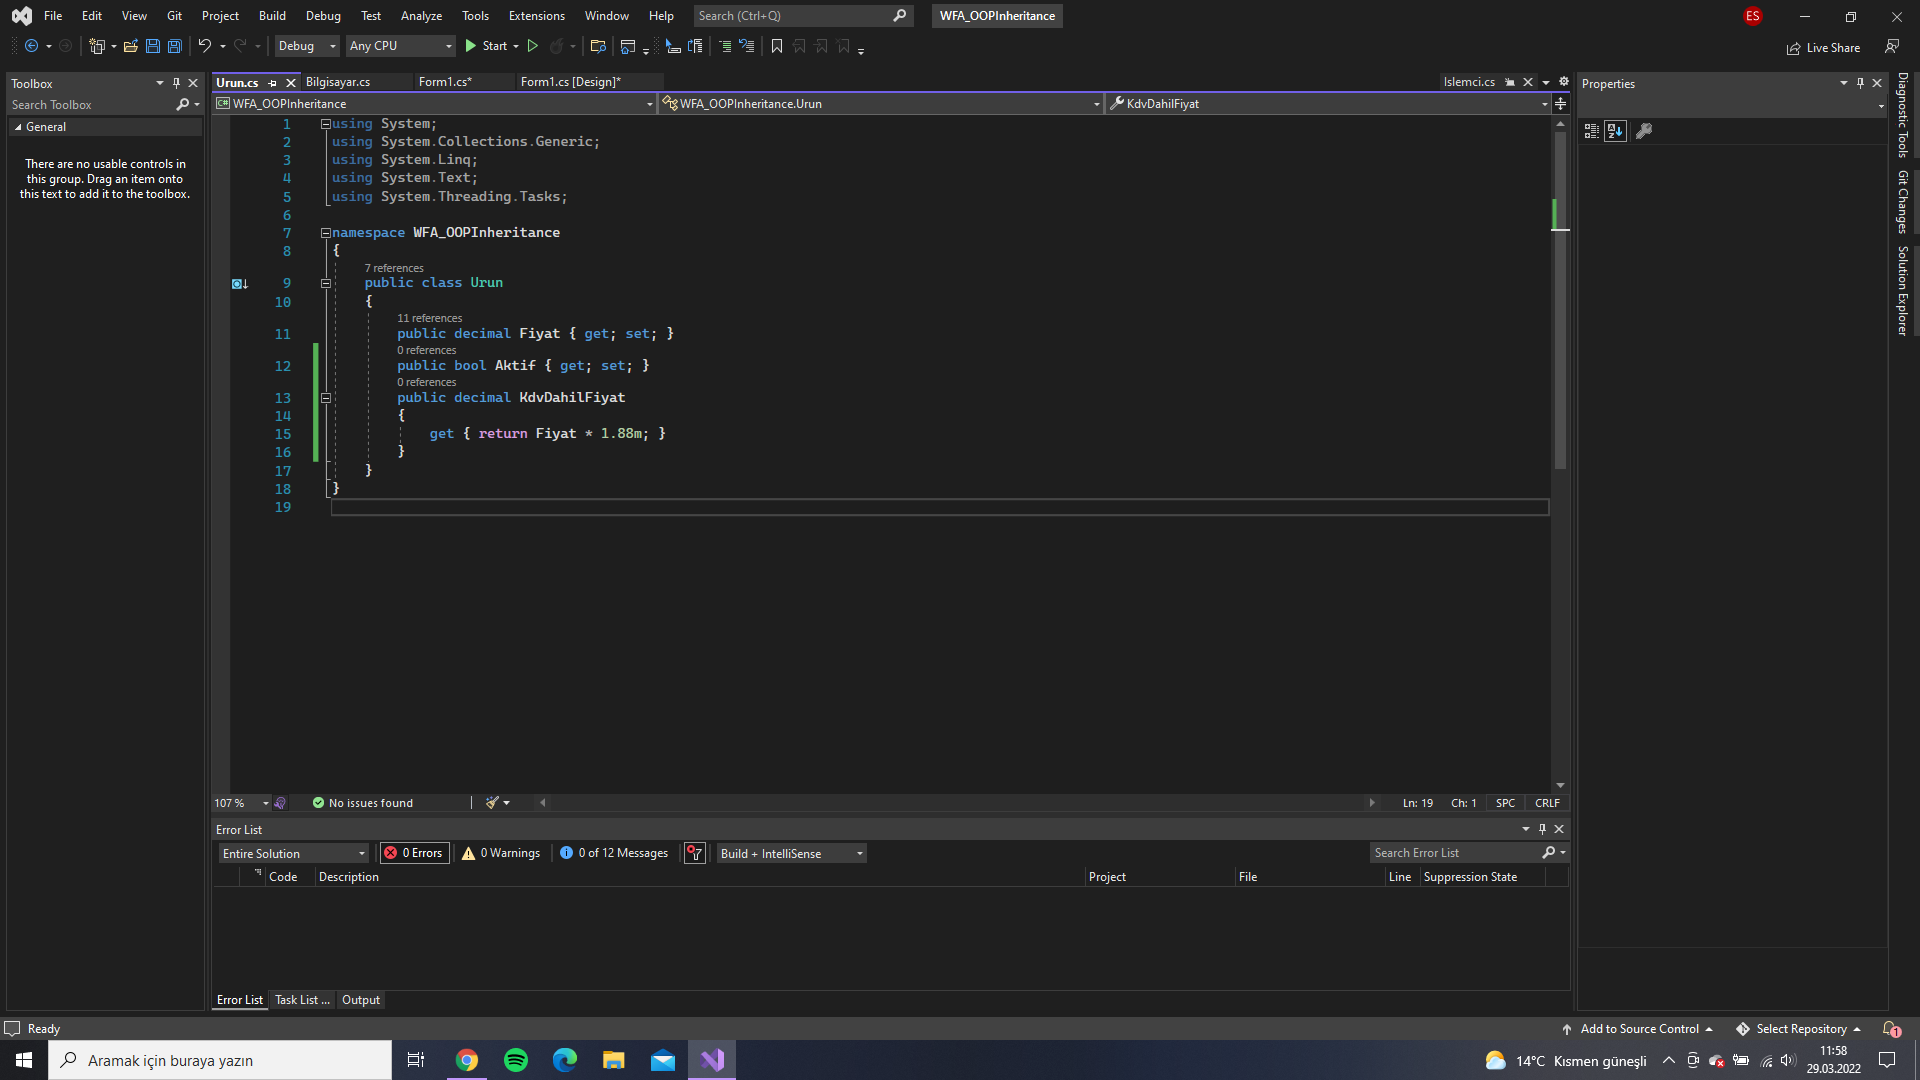 File Edit View Git Project Build Debug Test Analyze Tools Extensions Window Help Search (Ctrl+Q) WFA_OOPInheritance ES
Debug Any CPU Start Live Share
Toolbox
Search Toolbox
General
There are no usable controls in
this group. Drag an item onto
this text to add it to the toolbox.
Urun.cs Bilgisayar.cs Form1.cs* Form1.cs [Design]* Islemci.cs
WFA_OOPInheritance WFA_OOPInheritance.Urun KdvDahilFiyat
1 using System;
2 using System.Collections.Generic;
3 using System.Linq;
4 using System.Text;
5 using System.Threading.Tasks;
6
7 namespace WFA_OOPInheritance
8 {
7 references
9 public class Urun
10 {
11 references
11 public decimal Fiyat { get; set; }
0 references
12 public bool Aktif { get; set; }
0 references
13 public decimal KdvDahilFiyat
14 {
15 get { return Fiyat * 1.88m; }
16 }
17 }
18 }
19
107 % No issues found Ln: 19 Ch: 1 SPC CRLF
Error List
Entire Solution 0 Errors 0 Warnings 0 of 12 Messages Build + IntelliSense Search Error List
Code Description Project File Line Suppression State
Error List Task List ... Output
Properties
Diagnostic Tools
Git Changes
Solution Explorer
Ready Add to Source Control Select Repository 1
Aramak için buraya yazın 14°C Kısmen güneşli 11:58
29.03.2022